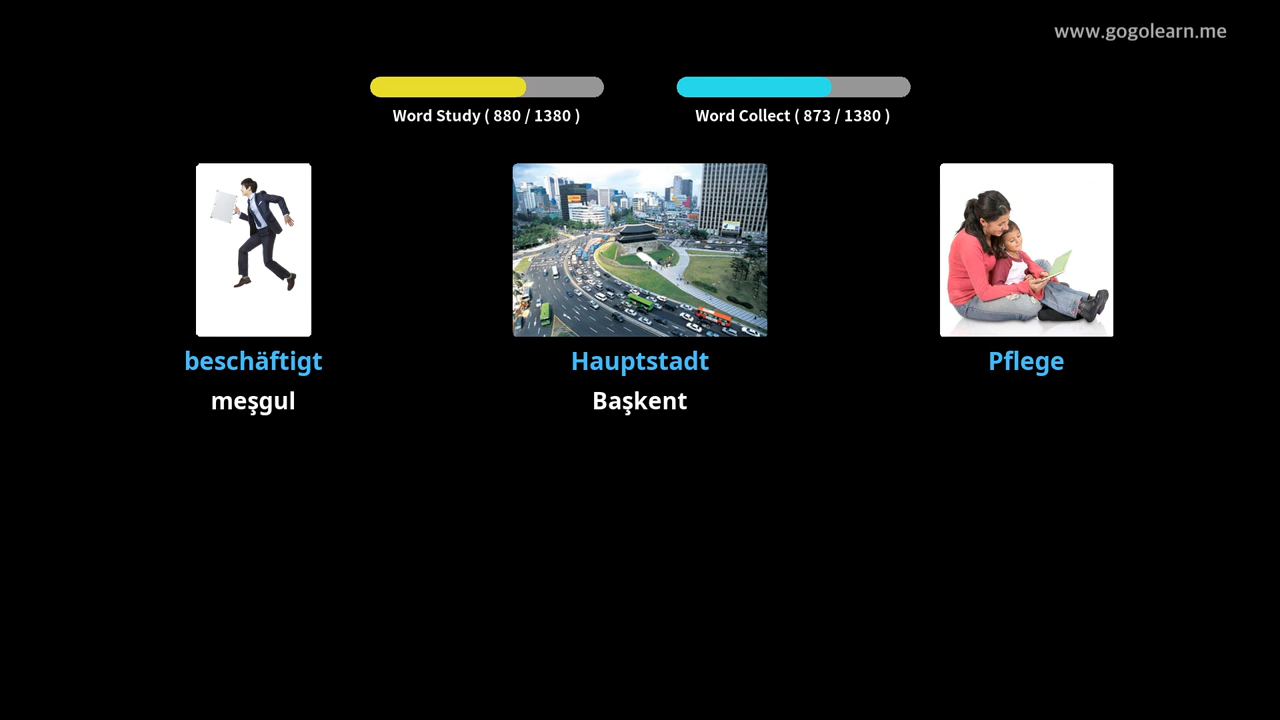 www.gogolearn.me
Word Study ( 880 / 1380 )
Word Collect ( 873 / 1380 )
beschäftigt
meşgul
Hauptstadt
Başkent
Pflege